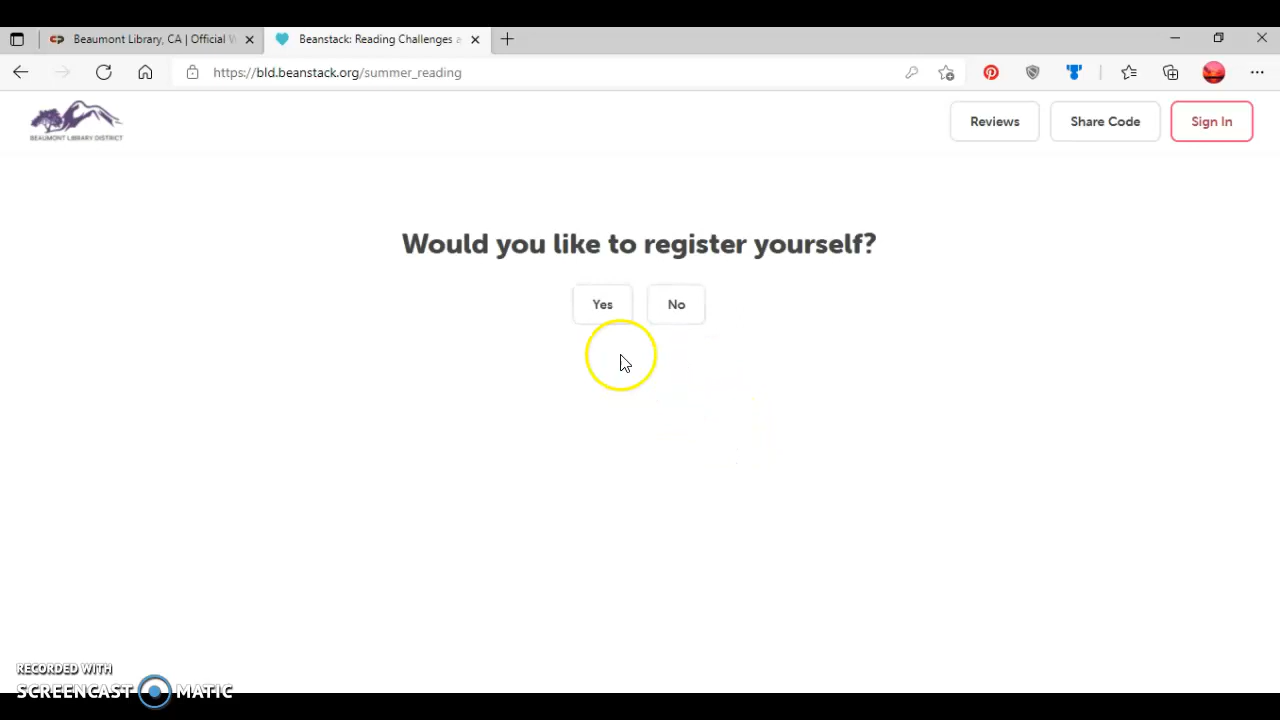 Beaumont Library, CA | Official W
Beanstack: Reading Challenges a
https://bld.beanstack.org/summer_reading
BEAUMONT LIBRARY DISTRICT
Reviews
Share Code
Sign In
Would you like to register yourself?
Yes
No
RECORDED WITH
SCREENCAST MATIC